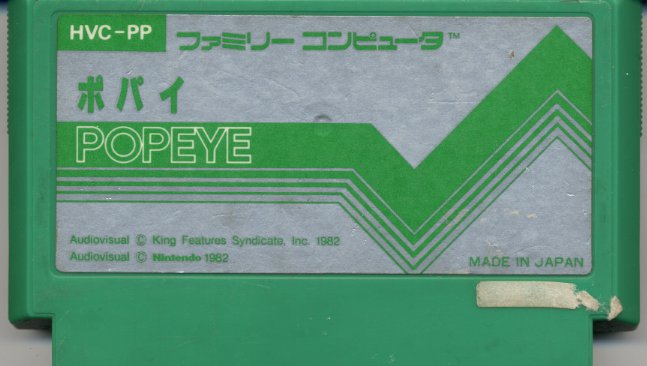 HVC-PP
ファミリー コンピュータ™
ポパイ
POPEYE
Audiovisual © King Features Syndicate, Inc. 1982
Audiovisual © Nintendo 1982
MADE IN JAPAN